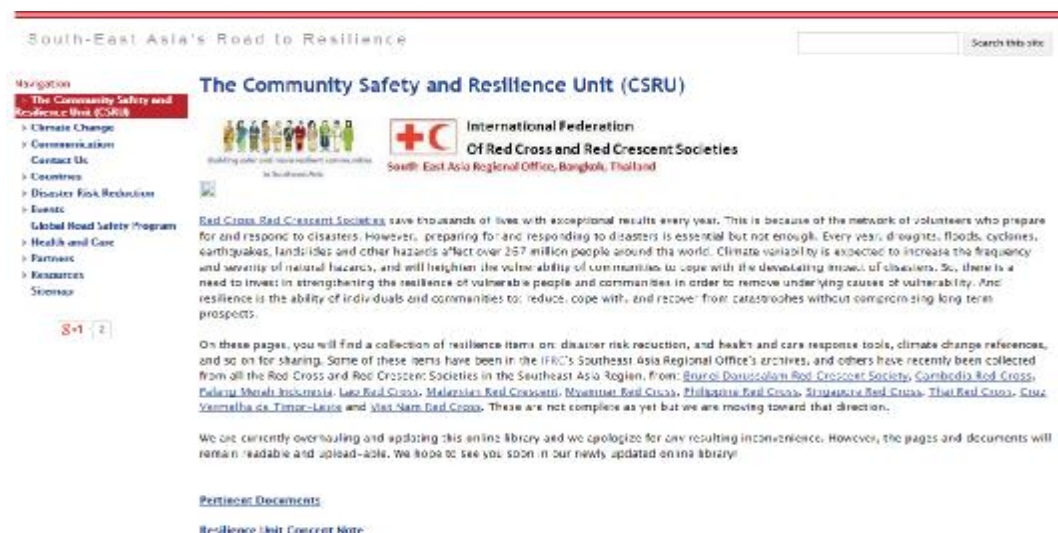 South-East Asia's Road to Resilience
Search this site
Navigation
The Community Safety and
Resilience Unit (CSRU)
Climate Change
Communication
Contact Us
Countries
Disaster Risk Reduction
Events
Global Road Safety Program
Health and Care
Partners
Resources
Sitemap
g+1 2
The Community Safety and Resilience Unit (CSRU)
Building safer and more resilient communities
in Southeast Asia
International Federation
Of Red Cross and Red Crescent Societies
South East Asia Regional Office, Bangkok, Thailand
Red Cross Red Crescent Societies save thousands of lives with exceptional results every year. This is because of the network of volunteers who prepare
for and respond to disasters. However, preparing for and responding to disasters is essential but not enough. Every year, droughts, floods, cyclones,
earthquakes, landslides and other hazards affect over 267 million people around the world. Climate variability is expected to increase the frequency
and severity of natural hazards, and will heighten the vulnerability of communities to cope with the devastating impact of disasters. So, there is a
need to invest in strengthening the resilience of vulnerable people and communities in order to remove underlying causes of vulnerability. And
resilience is the ability of individuals and communities to: reduce, cope with, and recover from catastrophes without compromising long term
prospects.
On these pages, you will find a collection of resilience items on: disaster risk reduction, and health and care response tools, climate change references,
and so on for sharing. Some of these items have been in the IFRC's Southeast Asia Regional Office's archives, and others have recently been collected
from all the Red Cross and Red Crescent Societies in the Southeast Asia Region, from: Brunei Darussalam Red Crescent Society, Cambodia Red Cross,
Palang Merah Indonesia, Lao Red Cross, Malaysian Red Crescent, Myanmar Red Cross, Philippine Red Cross, Singapore Red Cross, Thai Red Cross, Cruz
Vermelha de Timor-Leste and Viet Nam Red Cross. These are not complete as yet but we are moving toward that direction.
We are currently overhauling and updating this online library and we apologize for any resulting inconvenience. However, the pages and documents will
remain readable and upload-able. We hope to see you soon in our newly updated online library!
Pertinent Documents
Resilience Unit Concept Note